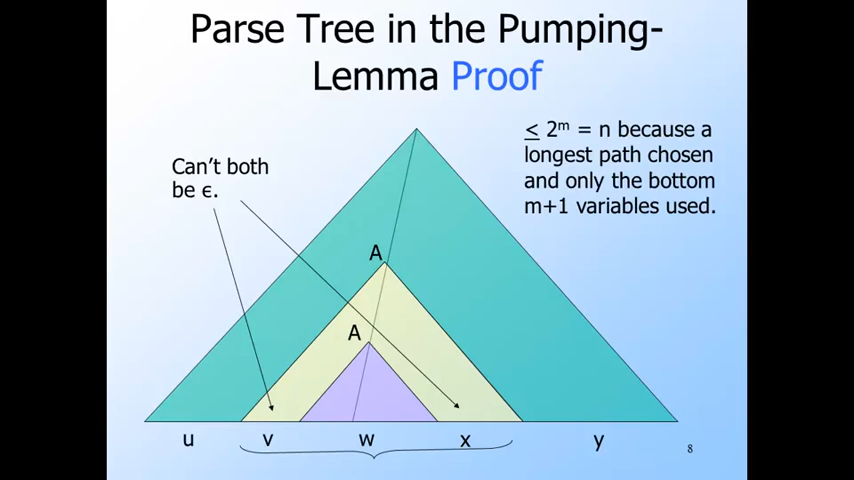 Parse Tree in the Pumping-
Lemma Proof
< 2ᵐ = n because a
longest path chosen
and only the bottom
m+1 variables used.
Can't both
be ϵ.
A
A
u v w x y
8